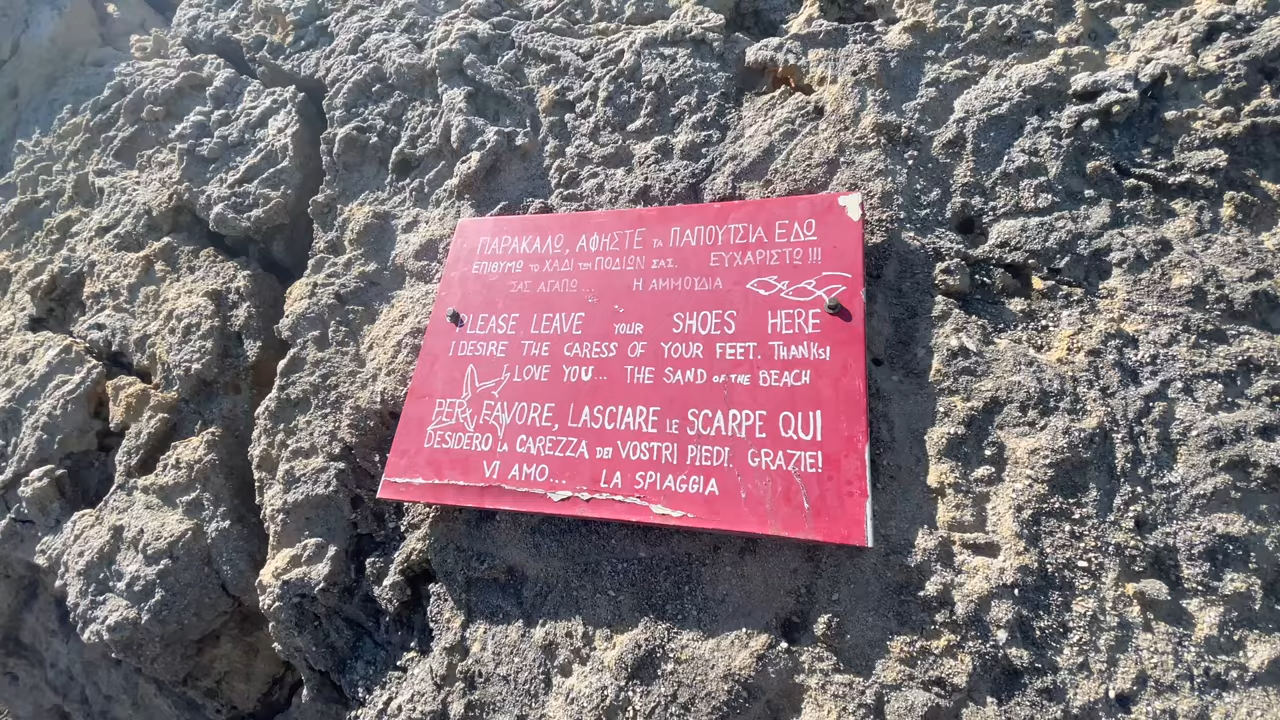 ΠΑΡΑΚΑΛΩ, ΑΦΗΣΤΕ ΤΑ ΠΑΠΟΥΤΣΙΑ ΕΔΩ
ΕΠΙΘΥΜΩ ΤΟ ΧΑΔΙ ΤΩΝ ΠΟΔΙΩΝ ΣΑΣ. ΕΥΧΑΡΙΣΤΩ !!!
ΣΑΣ ΑΓΑΠΩ... Η ΑΜΜΟΥΔΙΑ
PLEASE LEAVE YOUR SHOES HERE
I DESIRE THE CARESS OF YOUR FEET. THANKS!
I LOVE YOU... THE SAND OF THE BEACH
PER FAVORE, LASCIARE LE SCARPE QUI
DESIDERO LA CAREZZA DEI VOSTRI PIEDI. GRAZIE!
VI AMO... LA SPIAGGIA